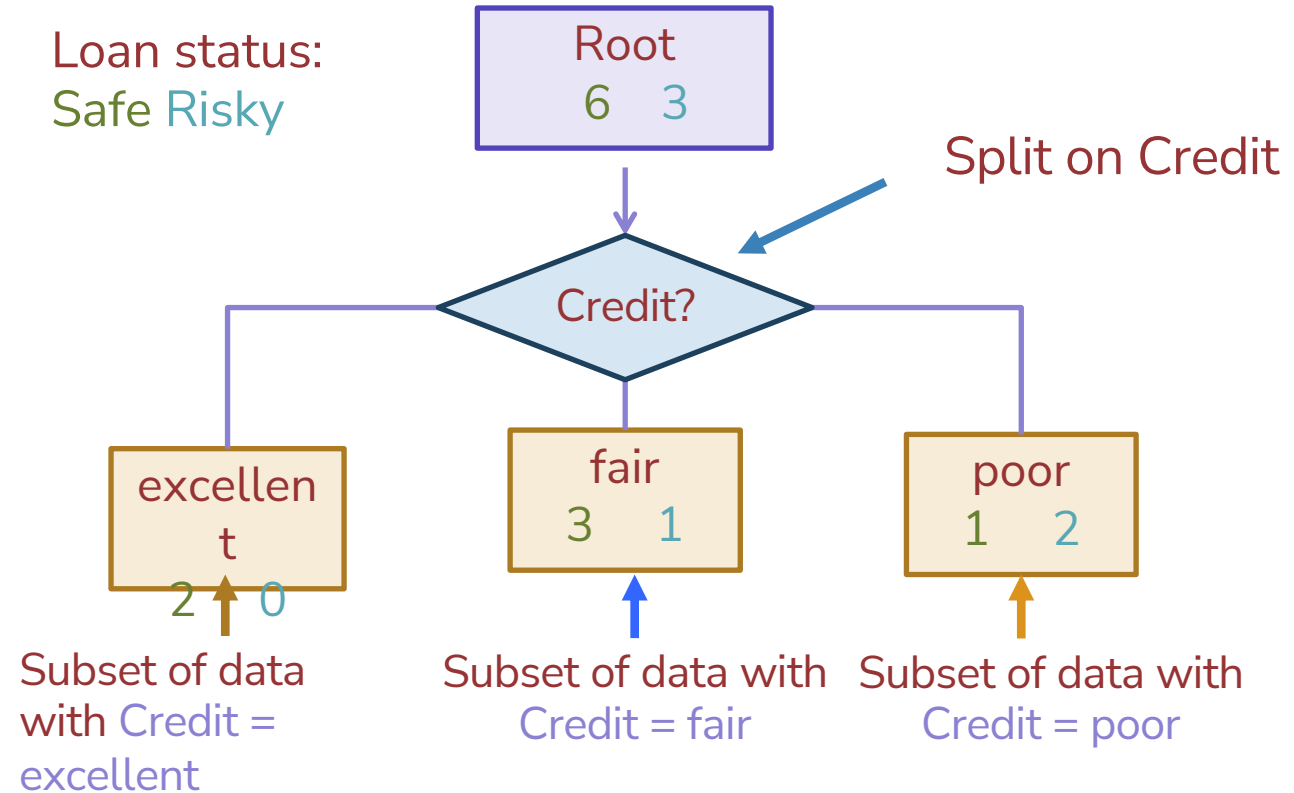 Loan status:
Safe Risky
Root
6 3
Split on Credit
Credit?
excellen
t
2 0
fair
3 1
poor
1 2
Subset of data
with Credit =
excellent
Subset of data with
Credit = fair
Subset of data with
Credit = poor